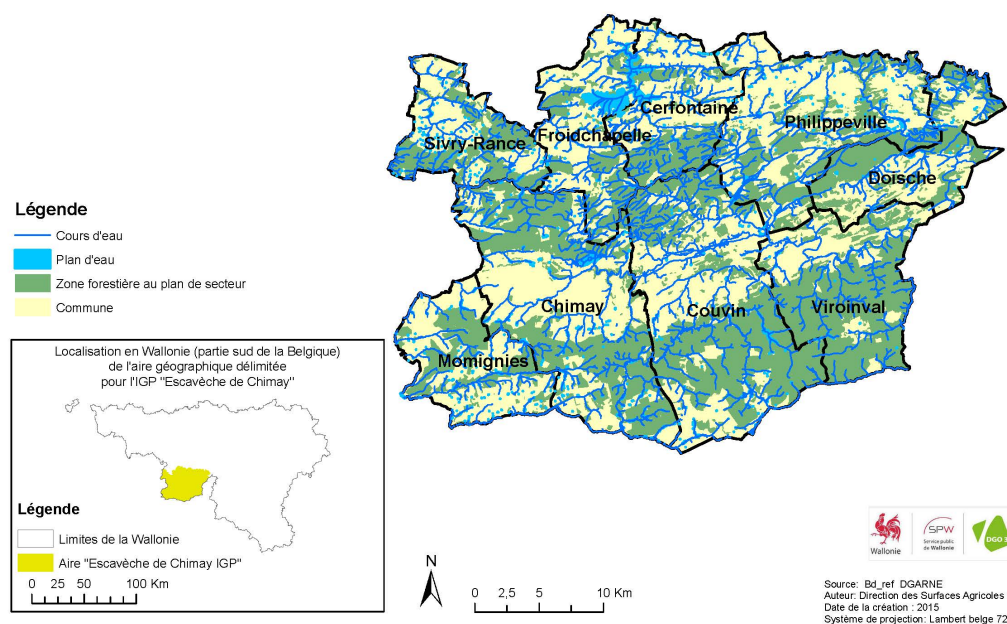 Cerfontaine
Philippeville
Froidchapelle
Sivry-Rance
Doische
Chimay
Couvin
Viroinval
Momignies
Légende
Cours d'eau
Plan d'eau
Zone forestière au plan de secteur
Commune
Localisation en Wallonie (partie sud de la Belgique)
de l'aire géographique délimitée
pour l'IGP "Escavèche de Chimay"
Légende
Limites de la Wallonie
Aire "Escavèche de Chimay IGP"
0 25 50 100 Km
N
0 2,5 5 10 Km
Wallonie
SPW
Service public
de Wallonie
DGO 3
Source: Bd_ref DGARNE
Auteur: Direction des Surfaces Agricoles
Date de la création : 2015
Système de projection: Lambert belge 72